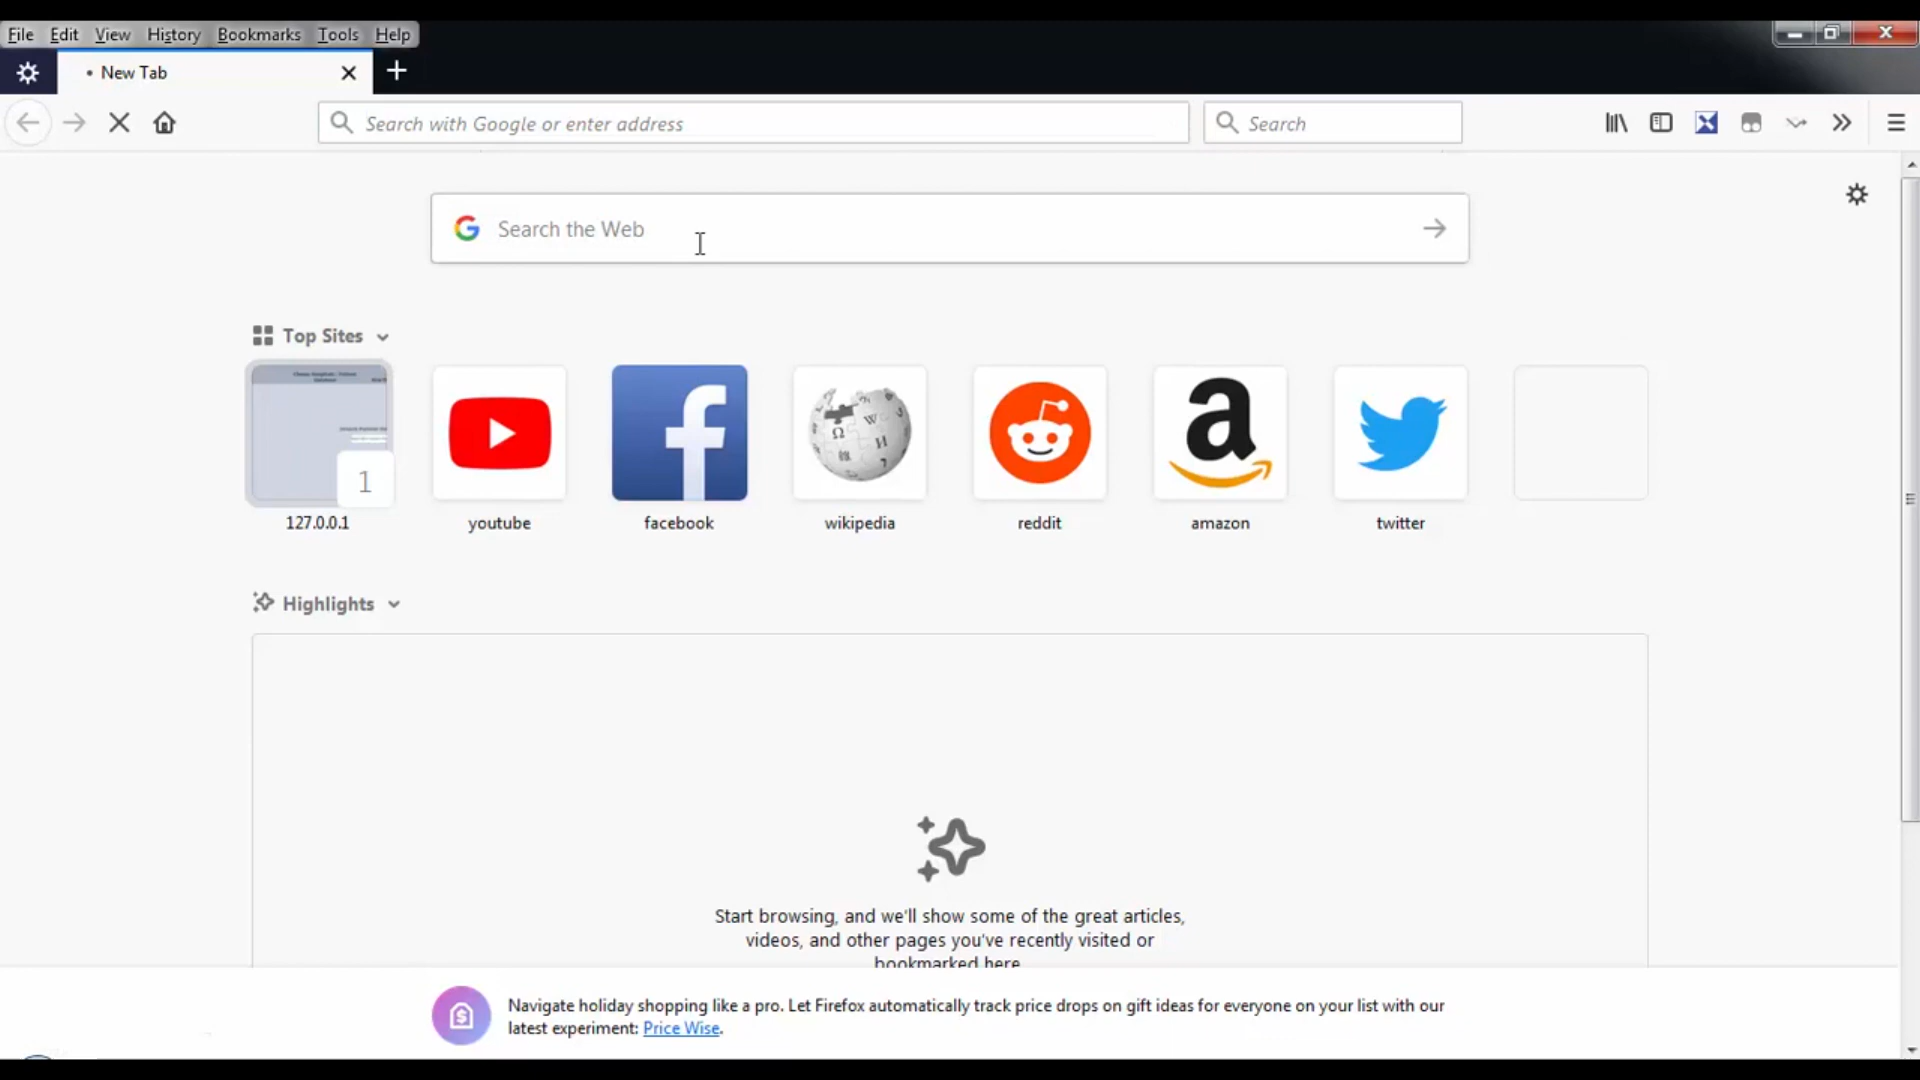 File Edit View History Bookmarks Tools Help
• New Tab
Search with Google or enter address
Search
Search the Web
Top Sites
1
127.0.0.1
youtube
facebook
wikipedia
reddit
amazon
twitter
Highlights
Start browsing, and we'll show some of the great articles,
videos, and other pages you've recently visited or
bookmarked here
Navigate holiday shopping like a pro. Let Firefox automatically track price drops on gift ideas for everyone on your list with our
latest experiment: Price Wise.